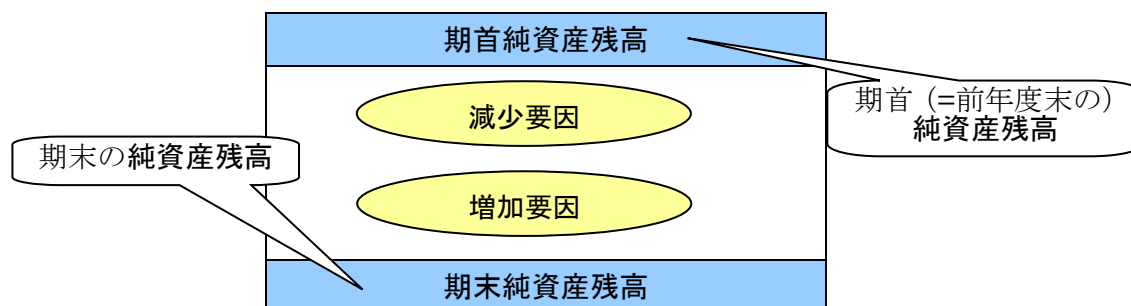 期首純資産残高
減少要因
期首（=前年度末の）
純資産残高
期末の純資産残高
増加要因
期末純資産残高